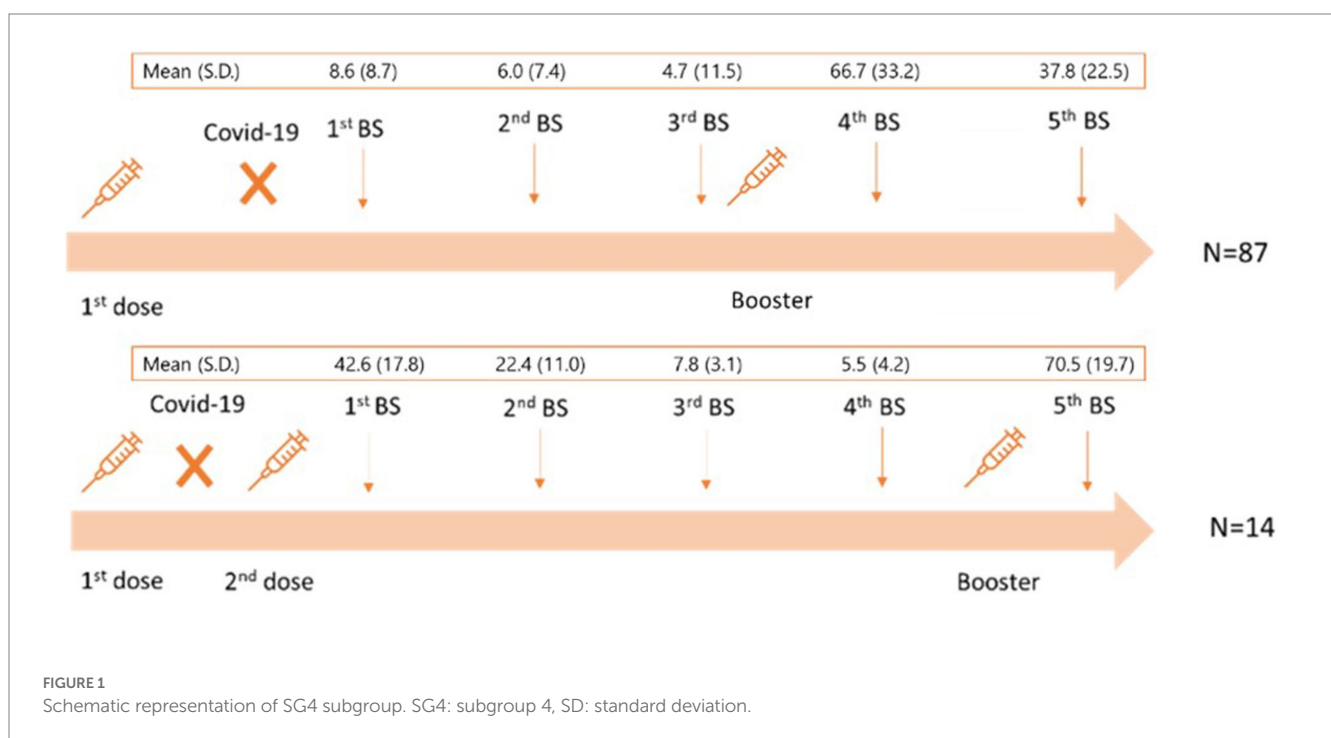 Mean (S.D.) 8.6 (8.7) 6.0 (7.4) 4.7 (11.5) 66.7 (33.2) 37.8 (22.5)
Covid-19 1st BS 2nd BS 3rd BS 4th BS 5th BS
N=87
1st dose Booster
Mean (S.D.) 42.6 (17.8) 22.4 (11.0) 7.8 (3.1) 5.5 (4.2) 70.5 (19.7)
Covid-19 1st BS 2nd BS 3rd BS 4th BS 5th BS
N=14
1st dose 2nd dose Booster
FIGURE 1
Schematic representation of SG4 subgroup. SG4: subgroup 4, SD: standard deviation.